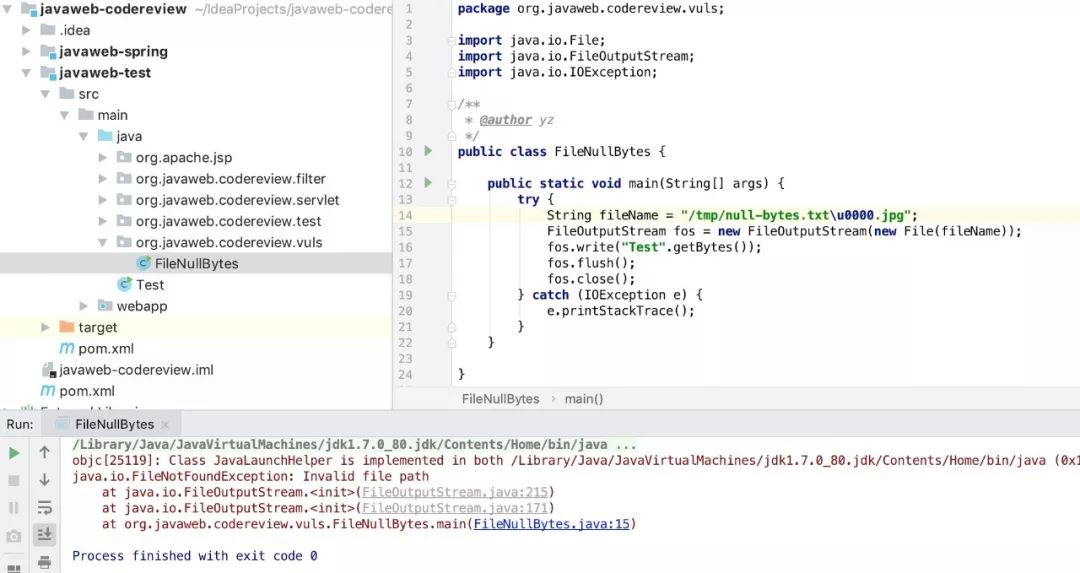 javaweb-codereview ~/IdeaProjects/javaweb-codere
.idea
javaweb-spring
javaweb-test
src
main
java
org.apache.jsp
org.javaweb.codereview.filter
org.javaweb.codereview.servlet
org.javaweb.codereview.test
org.javaweb.codereview.vuls
FileNullBytes
Test
webapp
target
pom.xml
javaweb-codereview.iml
pom.xml
1 package org.javaweb.codereview.vuls;
2
3 import java.io.File;
4 import java.io.FileOutputStream;
5 import java.io.IOException;
6
7 /**
8  * @author yz
9  */
10 public class FileNullBytes {
11
12     public static void main(String[] args) {
13         try {
14             String fileName = "/tmp/null-bytes.txt\u0000.jpg";
15             FileOutputStream fos = new FileOutputStream(new File(fileName));
16             fos.write("Test".getBytes());
17             fos.flush();
18             fos.close();
19         } catch (IOException e) {
20             e.printStackTrace();
21         }
22     }
23
24 }
FileNullBytes › main()
Run: FileNullBytes ×
/Library/Java/JavaVirtualMachines/jdk1.7.0_80.jdk/Contents/Home/bin/java ...
objc[25119]: Class JavaLaunchHelper is implemented in both /Library/Java/JavaVirtualMachines/jdk1.7.0_80.jdk/Contents/Home/bin/java (0x1
java.io.FileNotFoundException: Invalid file path
    at java.io.FileOutputStream.<init>(FileOutputStream.java:215)
    at java.io.FileOutputStream.<init>(FileOutputStream.java:171)
    at org.javaweb.codereview.vuls.FileNullBytes.main(FileNullBytes.java:15)
Process finished with exit code 0